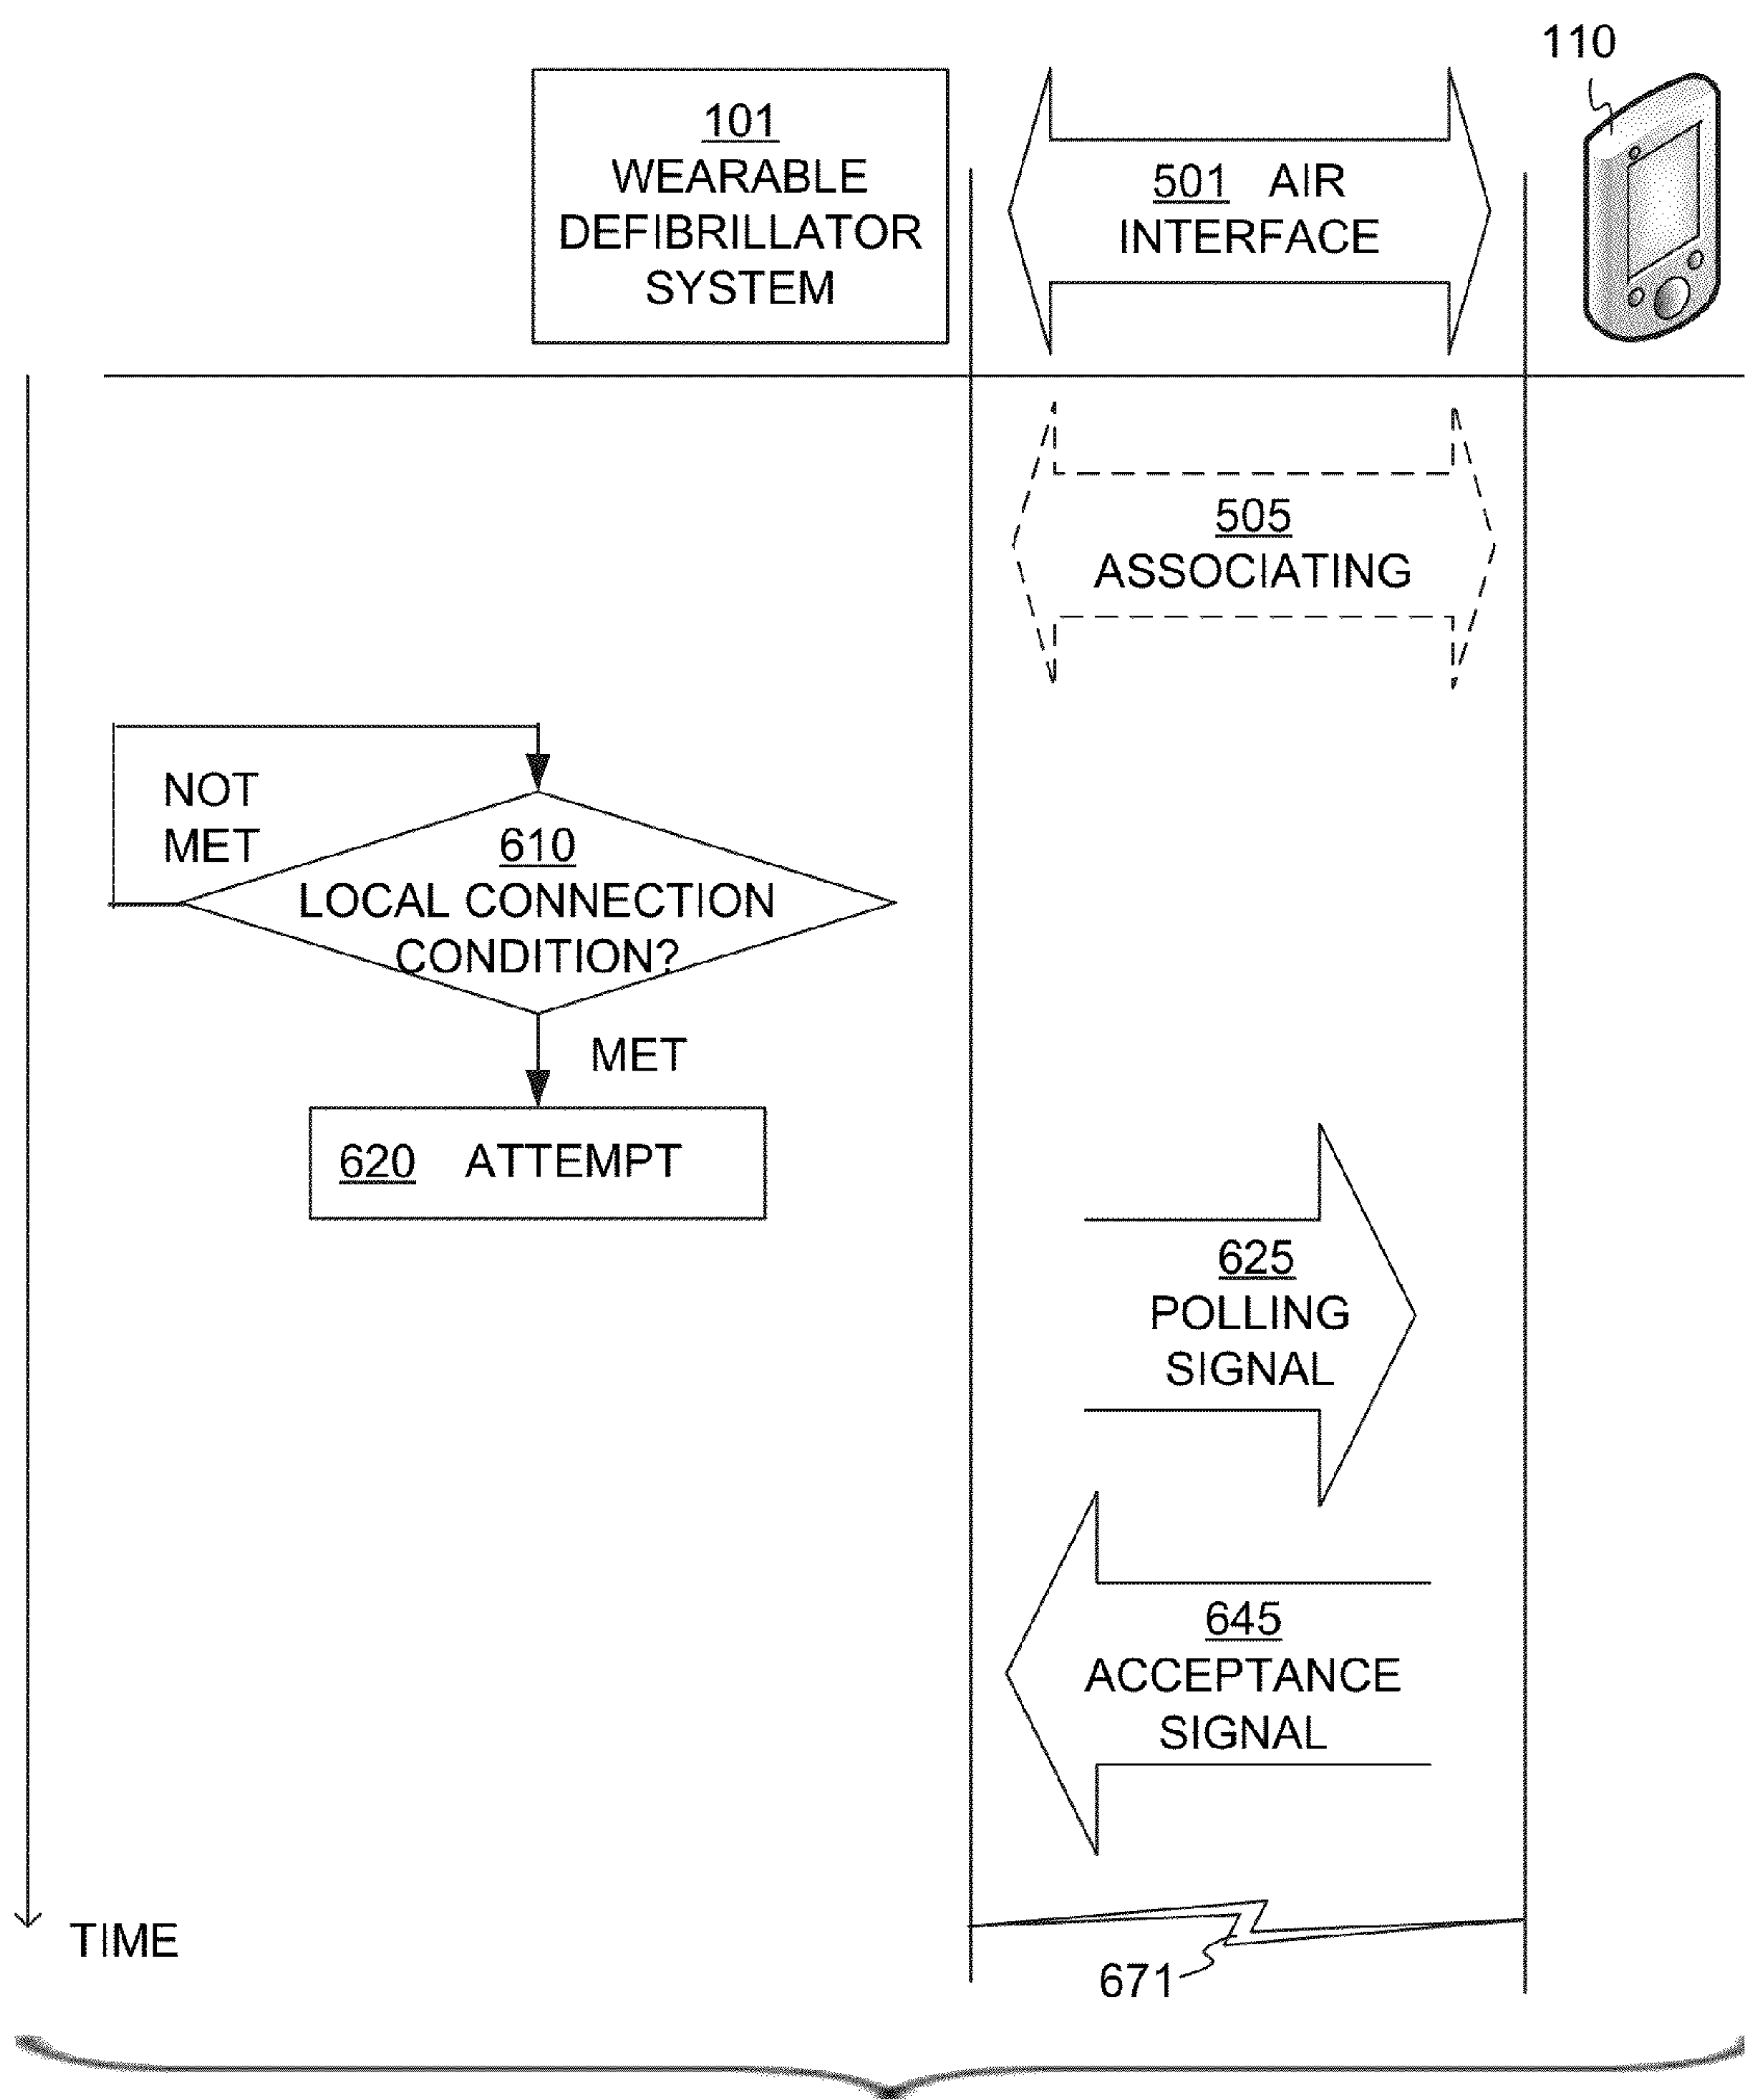 110
101
WEARABLE
DEFIBRILLATOR
SYSTEM
501 AIR
INTERFACE
505
ASSOCIATING
NOT
MET
610
LOCAL CONNECTION
CONDITION?
MET
620 ATTEMPT
625
POLLING
SIGNAL
645
ACCEPTANCE
SIGNAL
TIME
671